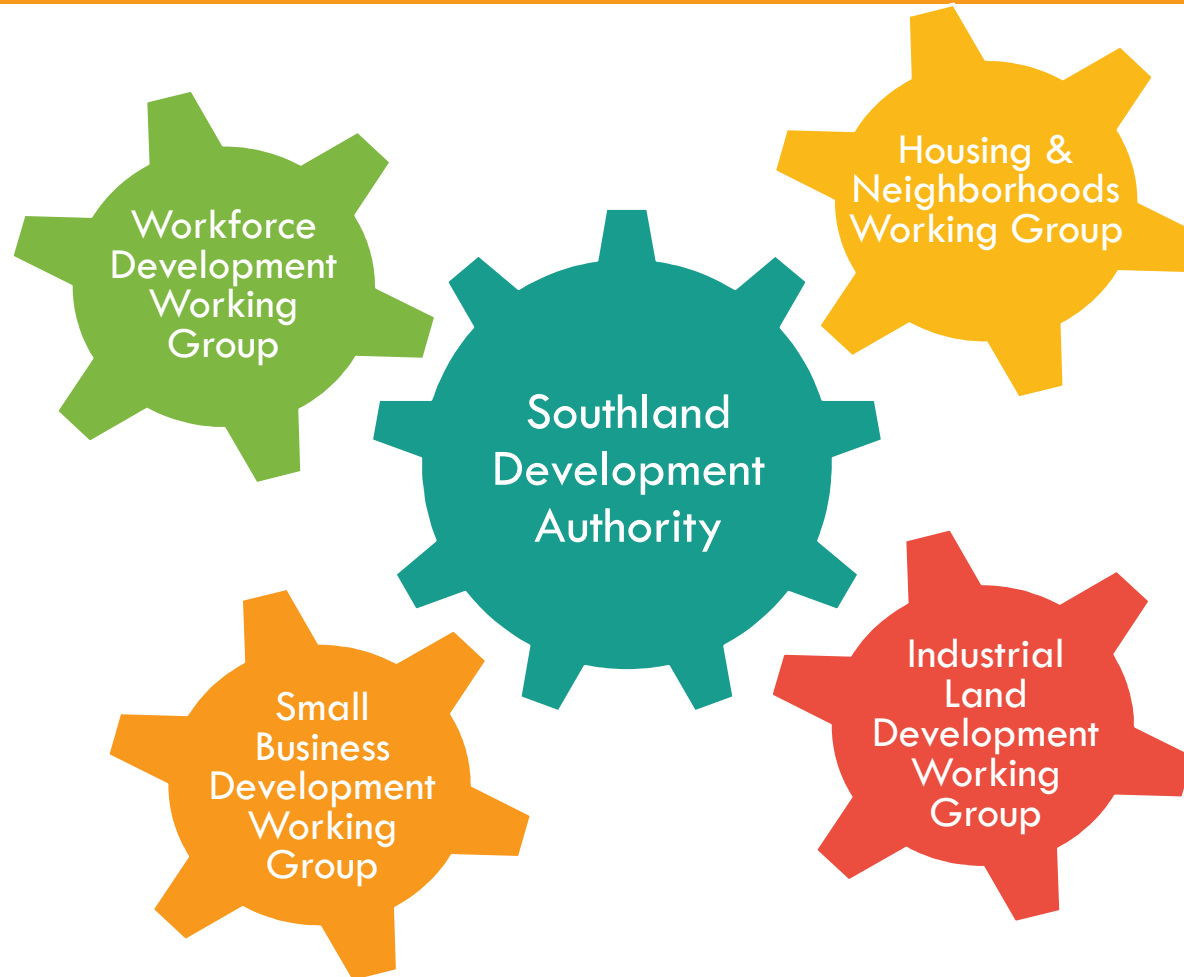 Workforce
Development
Working
Group
Housing &
Neighborhoods
Working Group
Southland
Development
Authority
Small
Business
Development
Working
Group
Industrial
Land
Development
Working
Group